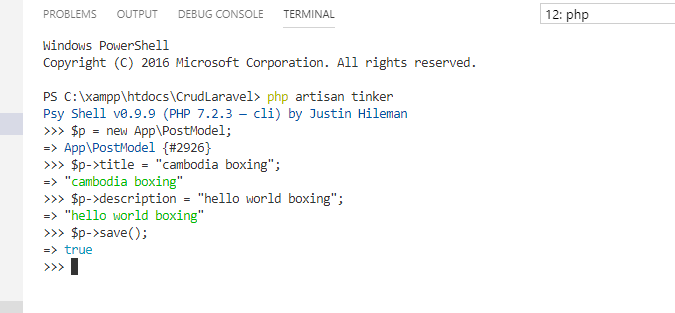 PROBLEMS OUTPUT DEBUG CONSOLE TERMINAL 12: php
Windows PowerShell
Copyright (C) 2016 Microsoft Corporation. All rights reserved.
PS C:\xampp\htdocs\CrudLaravel> php artisan tinker
Psy Shell v0.9.9 (PHP 7.2.3 — cli) by Justin Hileman
>>> $p = new App\PostModel;
=> App\PostModel {#2926}
>>> $p->title = "cambodia boxing";
=> "cambodia boxing"
>>> $p->description = "hello world boxing";
=> "hello world boxing"
>>> $p->save();
=> true
>>>